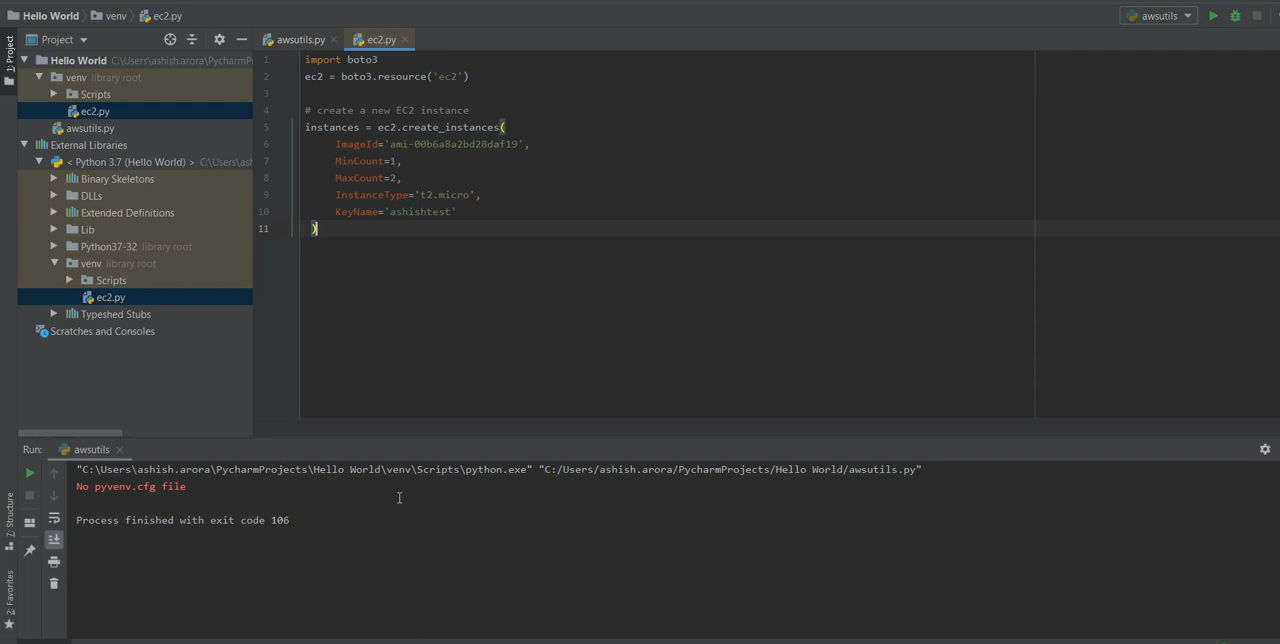 Hello World venv ec2.py
awsutils
Project
awsutils.py ec2.py
1: Project
Hello World C:\Users\ashish.arora\PycharmP
venv library root
Scripts
ec2.py
awsutils.py
External Libraries
< Python 3.7 (Hello World) > C:\Users\ash
Binary Skeletons
DLLs
Extended Definitions
Lib
Python37-32 library root
venv library root
Scripts
ec2.py
Typeshed Stubs
Scratches and Consoles
1 import boto3
2 ec2 = boto3.resource('ec2')
3
4 # create a new EC2 instance
5 instances = ec2.create_instances(
6 ImageId='ami-00b6a8a2bd28daf19',
7 MinCount=1,
8 MaxCount=2,
9 InstanceType='t2.micro',
10 KeyName='ashishtest'
11 )
Run: awsutils
"C:\Users\ashish.arora\PycharmProjects\Hello World\venv\Scripts\python.exe" "C:/Users/ashish.arora/PycharmProjects/Hello World/awsutils.py"
No pyvenv.cfg file
Process finished with exit code 106
7: Structure
2: Favorites